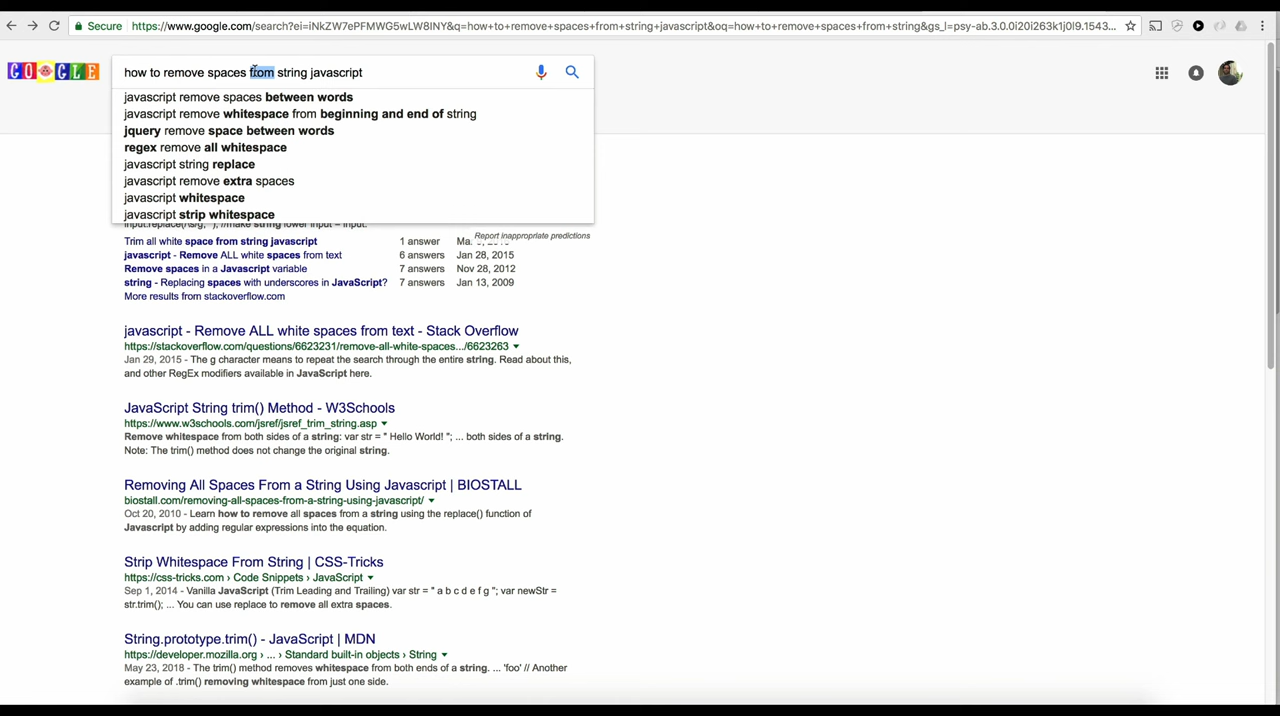 Secure https://www.google.com/search?ei=iNkZW7ePFMWG5wLW8INY&q=how+to+remove+spaces+from+string+javascript&oq=how+to+remove+spaces+from+string&gs_l=psy-ab.3.0.0i20i263k1j0l9.1543...
GOOGLE how to remove spaces from string javascript
javascript remove spaces between words
javascript remove whitespace from beginning and end of string
jquery remove space between words
regex remove all whitespace
javascript string replace
javascript remove extra spaces
javascript whitespace
javascript strip whitespace
Report inappropriate predictions
Trim all white space from string javascript 1 answer
javascript - Remove ALL white spaces from text 6 answers Jan 28, 2015
Remove spaces in a Javascript variable 7 answers Nov 28, 2012
string - Replacing spaces with underscores in JavaScript? 7 answers Jan 13, 2009
More results from stackoverflow.com
javascript - Remove ALL white spaces from text - Stack Overflow
https://stackoverflow.com/questions/6623231/remove-all-white-spaces.../6623263
Jan 29, 2015 - The g character means to repeat the search through the entire string. Read about this,
and other RegEx modifiers available in JavaScript here.
JavaScript String trim() Method - W3Schools
https://www.w3schools.com/jsref/jsref_trim_string.asp
Remove whitespace from both sides of a string: var str = " Hello World! "; ... both sides of a string.
Note: The trim() method does not change the original string.
Removing All Spaces From a String Using Javascript | BIOSTALL
biostall.com/removing-all-spaces-from-a-string-using-javascript/
Oct 20, 2010 - Learn how to remove all spaces from a string using the replace() function of
Javascript by adding regular expressions into the equation.
Strip Whitespace From String | CSS-Tricks
https://css-tricks.com › Code Snippets › JavaScript
Sep 1, 2014 - Vanilla JavaScript (Trim Leading and Trailing) var str = " a b c d e f g "; var newStr =
str.trim(); ... You can use replace to remove all extra spaces.
String.prototype.trim() - JavaScript | MDN
https://developer.mozilla.org › ... › Standard built-in objects › String
May 23, 2018 - The trim() method removes whitespace from both ends of a string. ... 'foo' // Another
example of .trim() removing whitespace from just one side.